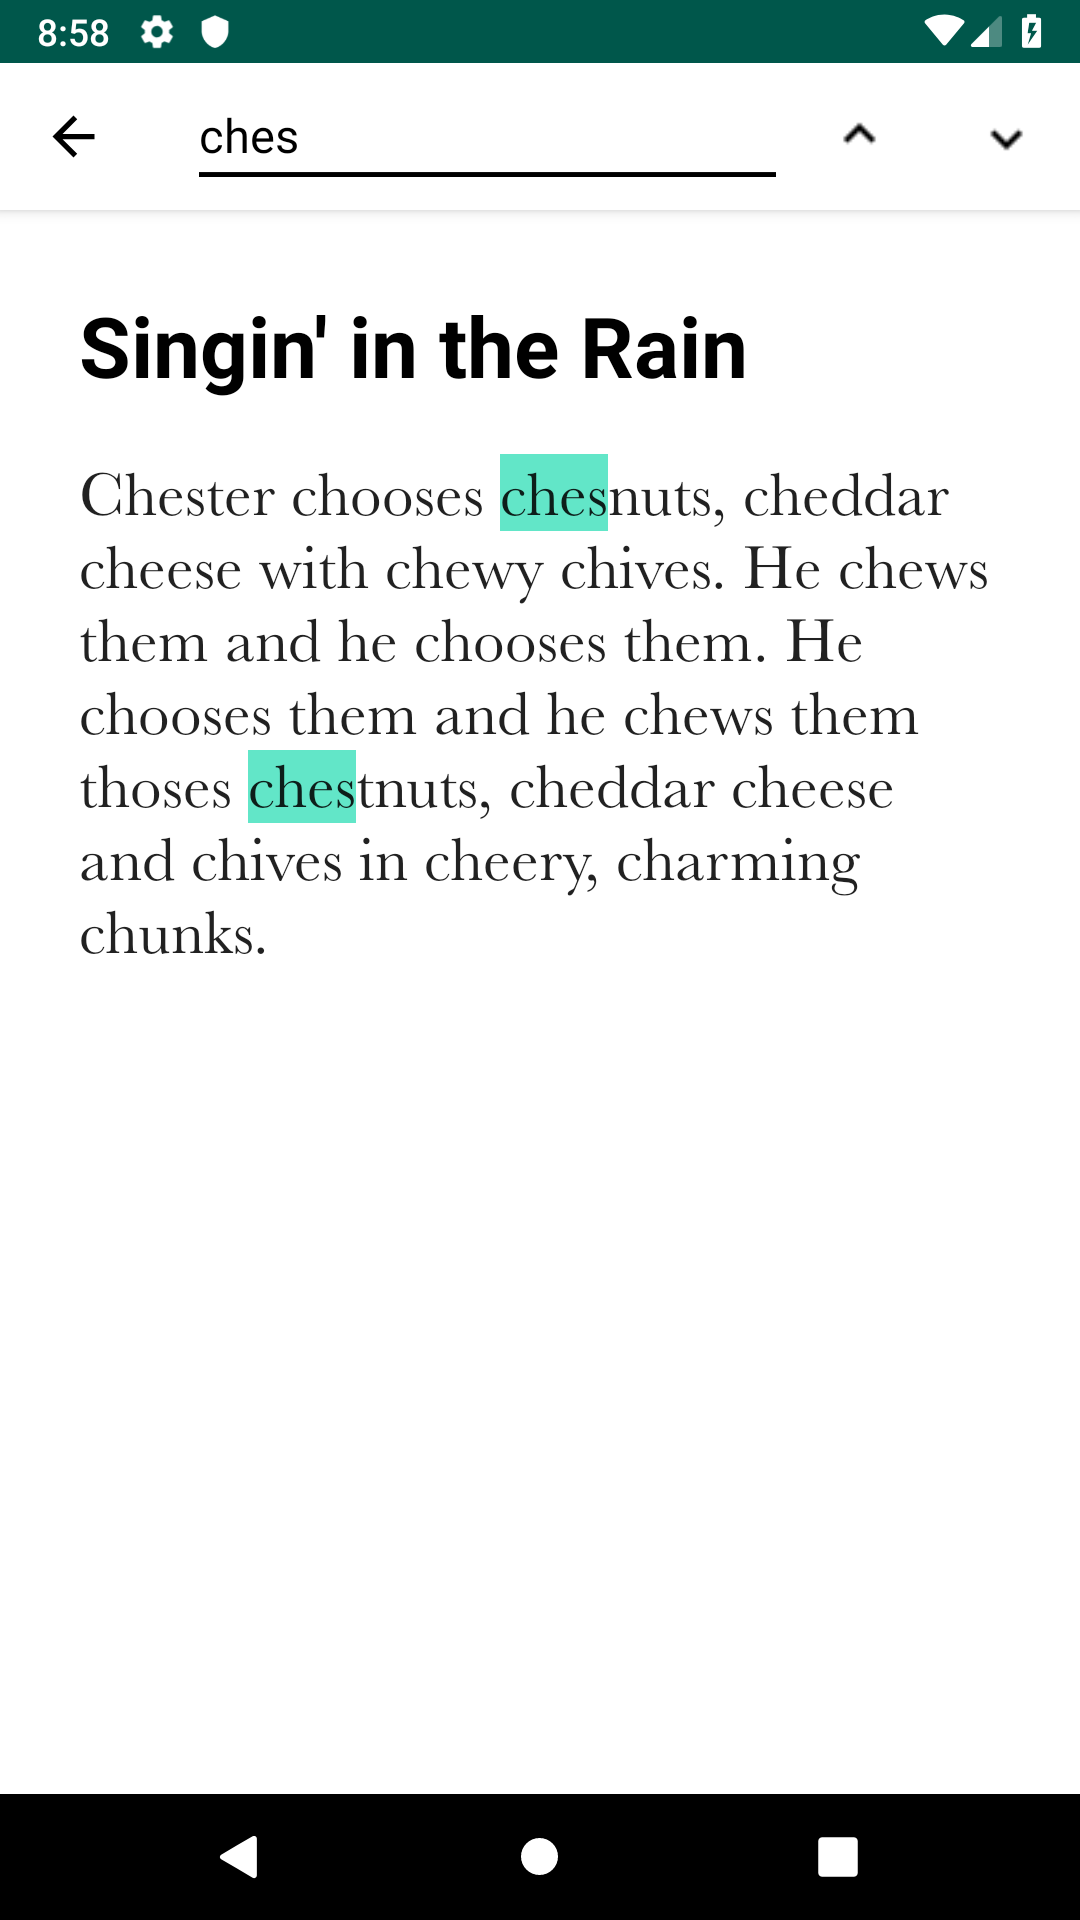 8:58
ches
Singin' in the Rain
Chester chooses chesnuts, cheddar
cheese with chewy chives. He chews
them and he chooses them. He
chooses them and he chews them
thoses chestnuts, cheddar cheese
and chives in cheery, charming
chunks.